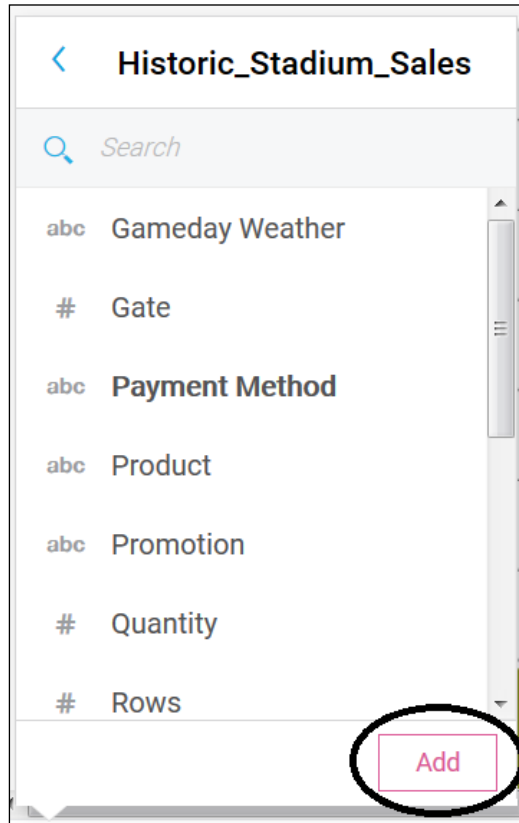 Historic_Stadium_Sales
Search
abc Gameday Weather
# Gate
abc Payment Method
abc Product
abc Promotion
# Quantity
# Rows
Add